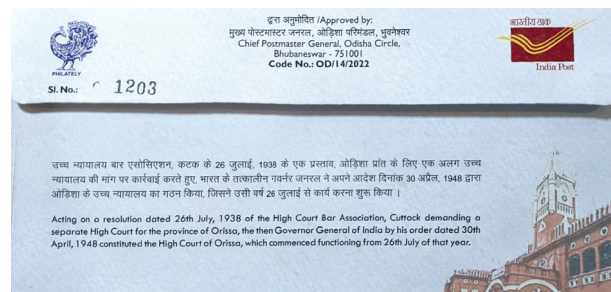 द्वारा अनुमोदित /Approved by:
मुख्य पोस्टमास्टर जनरल, ओड़िशा परिमंडल, भुवनेश्वर
Chief Postmaster General, Odisha Circle,
Bhubaneswar - 751001
Code No.: OD/14/2022
PHILATELY
Sl. No.: 1203
भारतीय डाक
India Post
उच्च न्यायालय बार एसोसिएशन, कटक के 26 जुलाई, 1938 के एक प्रस्ताव, ओड़िशा प्रांत के लिए एक अलग उच्च
न्यायालय की मांग पर कार्रवाई करते हुए, भारत के तत्कालीन गवर्नर जनरल ने अपने आदेश दिनांक 30 अप्रैल, 1948 द्वारा
ओड़िशा के उच्च न्यायालय का गठन किया, जिसने उसी वर्ष 26 जुलाई से कार्य करना शुरू किया ।
Acting on a resolution dated 26th July, 1938 of the High Court Bar Association, Cuttack demanding a
separate High Court for the province of Orissa, the then Governor General of India by his order dated 30th
April, 1948 constituted the High Court of Orissa, which commenced functioning from 26th July of that year.